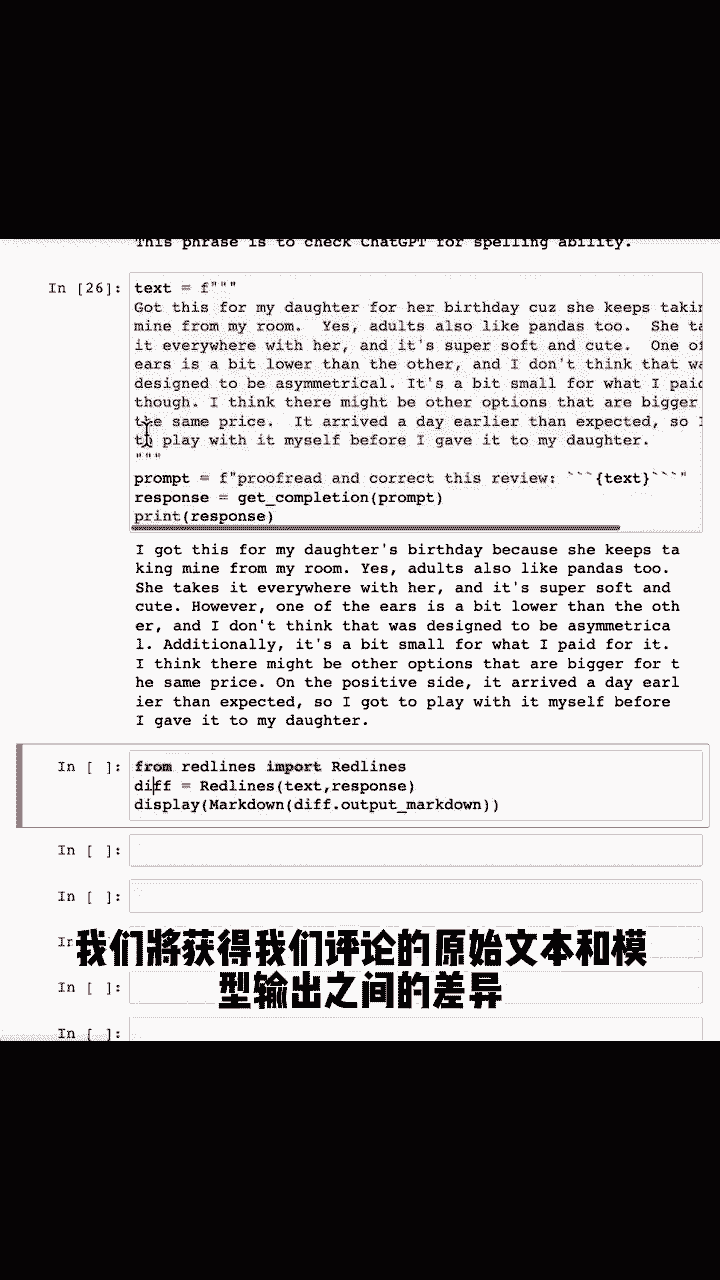 This phrase is to check ChatGPT for spelling ability.
In [26]: text = f"""
Got this for my daughter for her birthday cuz she keeps takin
mine from my room.  Yes, adults also like pandas too.  She ta
it everywhere with her, and it's super soft and cute.  One of
ears is a bit lower than the other, and I don't think that wa
designed to be asymmetrical. It's a bit small for what I paid
though. I think there might be other options that are bigger
the same price.  It arrived a day earlier than expected, so I
to play with it myself before I gave it to my daughter.
"""
prompt = f"proofread and correct this review: ```{text}```"
response = get_completion(prompt)
print(response)
I got this for my daughter's birthday because she keeps ta
king mine from my room. Yes, adults also like pandas too.
She takes it everywhere with her, and it's super soft and
cute. However, one of the ears is a bit lower than the oth
er, and I don't think that was designed to be asymmetrica
l. Additionally, it's a bit small for what I paid for it.
I think there might be other options that are bigger for t
he same price. On the positive side, it arrived a day earl
ier than expected, so I got to play with it myself before
I gave it to my daughter.
In [ ]: from redlines import Redlines
diff = Redlines(text,response)
display(Markdown(diff.output_markdown))
In [ ]:
In [ ]:
我们將获得我们评论的原始文本和模
型输出之间的差异
In [ ]:
In [ ]: